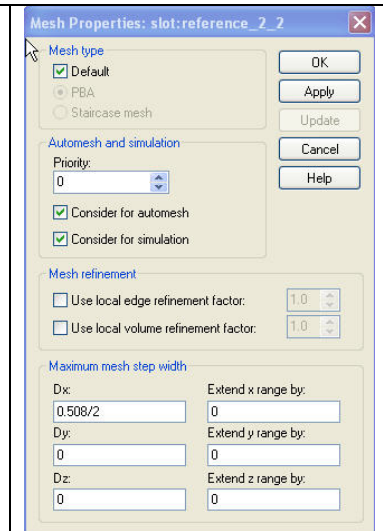 Mesh Properties: slot:reference_2_2
Mesh type
Default
PBA
Staircase mesh
OK
Apply
Update
Cancel
Help
Automesh and simulation
Priority:
0
Consider for automesh
Consider for simulation
Mesh refinement
Use local edge refinement factor: 1.0
Use local volume refinement factor: 1.0
Maximum mesh step width
Dx: Extend x range by:
0.508/2 0
Dy: Extend y range by:
0 0
Dz: Extend z range by:
0 0